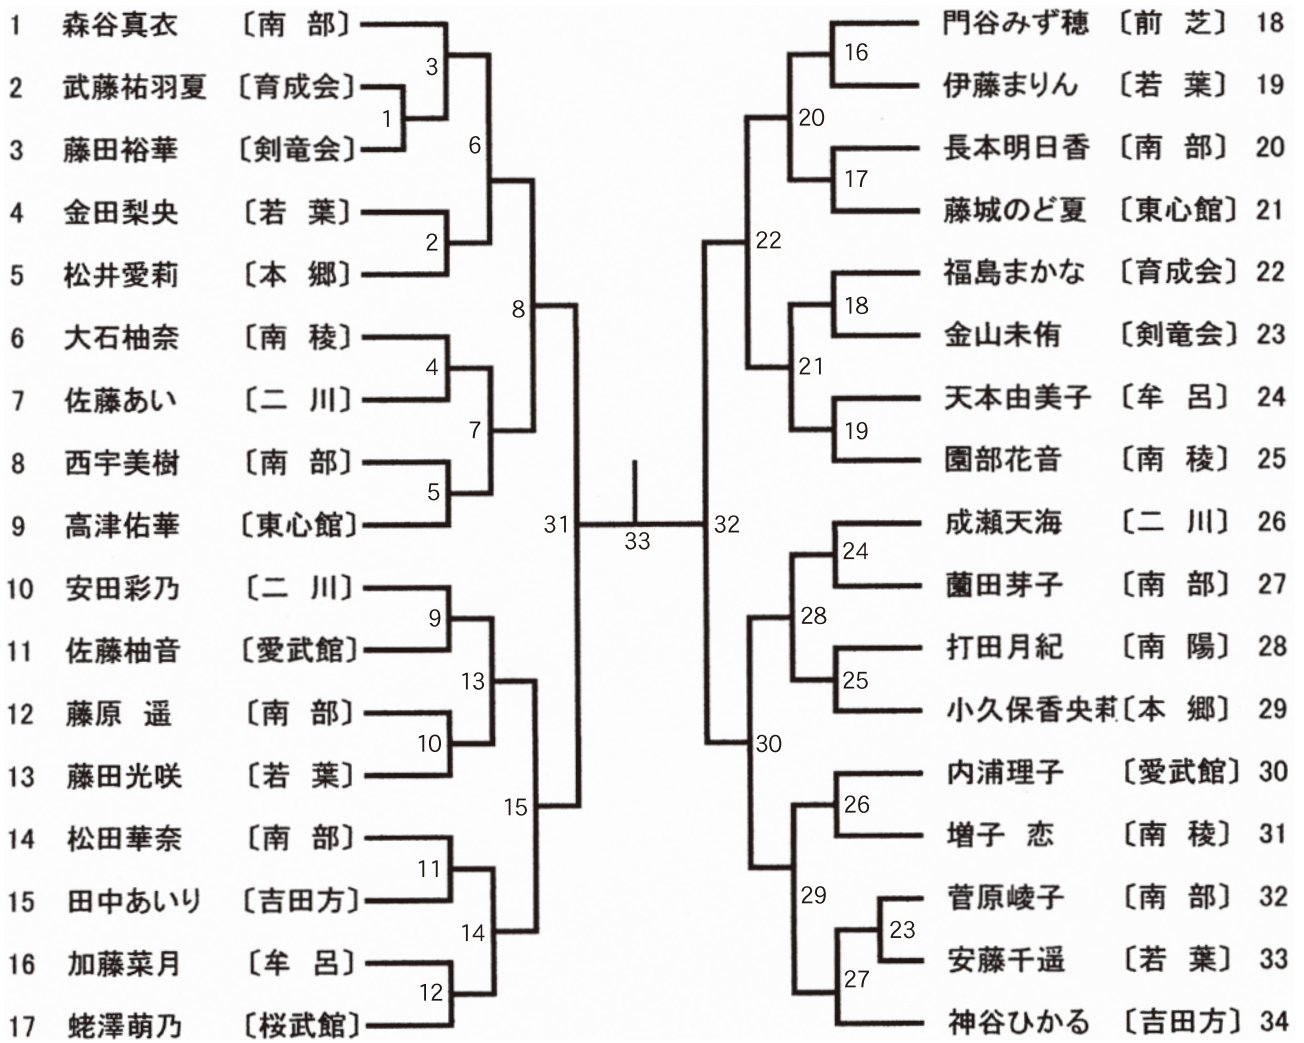 1 森谷真衣 〔南 部〕
2 武藤祐羽夏 〔育成会〕
3 藤田裕華 〔剣竜会〕
4 金田梨央 〔若 葉〕
5 松井愛莉 〔本 郷〕
6 大石柚奈 〔南 稜〕
7 佐藤あい 〔二 川〕
8 西宇美樹 〔南 部〕
9 高津佑華 〔東心館〕
10 安田彩乃 〔二 川〕
11 佐藤柚音 〔愛武館〕
12 藤原 遥 〔南 部〕
13 藤田光咲 〔若 葉〕
14 松田華奈 〔南 部〕
15 田中あいり 〔吉田方〕
16 加藤菜月 〔牟 呂〕
17 蛯澤萌乃 〔桜武館〕
3
1
6
2
8
4
7
5
31
9
13
10
15
11
14
12
33
16
20
17
22
18
21
19
32
24
28
25
30
26
29
23
27
門谷みず穂 〔前 芝〕 18
伊藤まりん 〔若 葉〕 19
長本明日香 〔南 部〕 20
藤城のど夏 〔東心館〕 21
福島まかな 〔育成会〕 22
金山未侑 〔剣竜会〕 23
天本由美子 〔牟 呂〕 24
園部花音 〔南 稜〕 25
成瀬天海 〔二 川〕 26
薗田芽子 〔南 部〕 27
打田月紀 〔南 陽〕 28
小久保香央莉〔本 郷〕 29
内浦理子 〔愛武館〕 30
増子 恋 〔南 稜〕 31
菅原崚子 〔南 部〕 32
安藤千遥 〔若 葉〕 33
神谷ひかる 〔吉田方〕 34